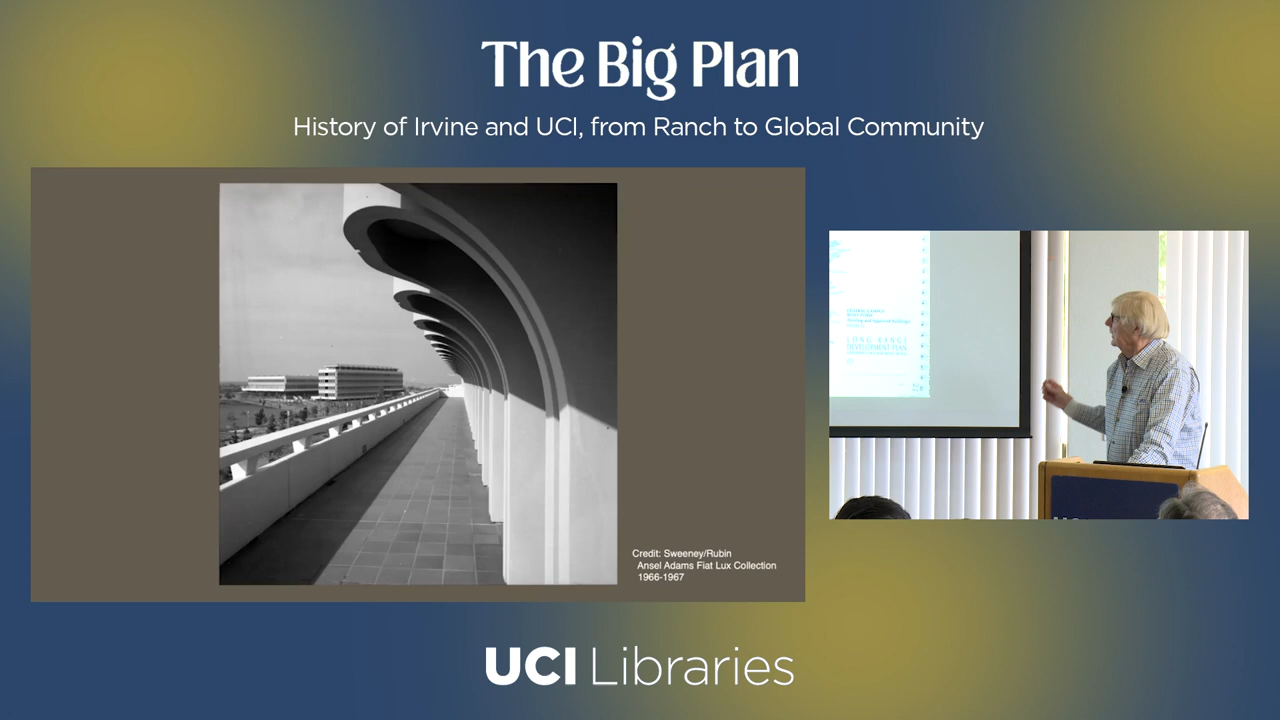 The Big Plan
History of Irvine and UCI, from Ranch to Global Community
Credit: Sweeney/Rubin
Ansel Adams Fiat Lux Collection
1966-1967
LONG RANGE
DEVELOPMENT PLAN
UCI Libraries